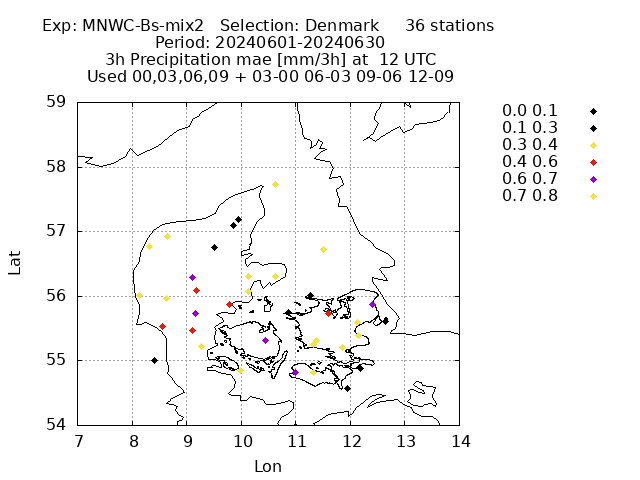 Exp: MNWC-Bs-mix2 Selection: Denmark 36 stations
Period: 20240601-20240630
3h Precipitation mae [mm/3h] at 12 UTC
Used 00,03,06,09 + 03-00 06-03 09-06 12-09
59
58
57
56
55
54
Lat
7 8 9 10 11 12 13 14
Lon
0.0 0.1
0.1 0.3
0.3 0.4
0.4 0.6
0.6 0.7
0.7 0.8